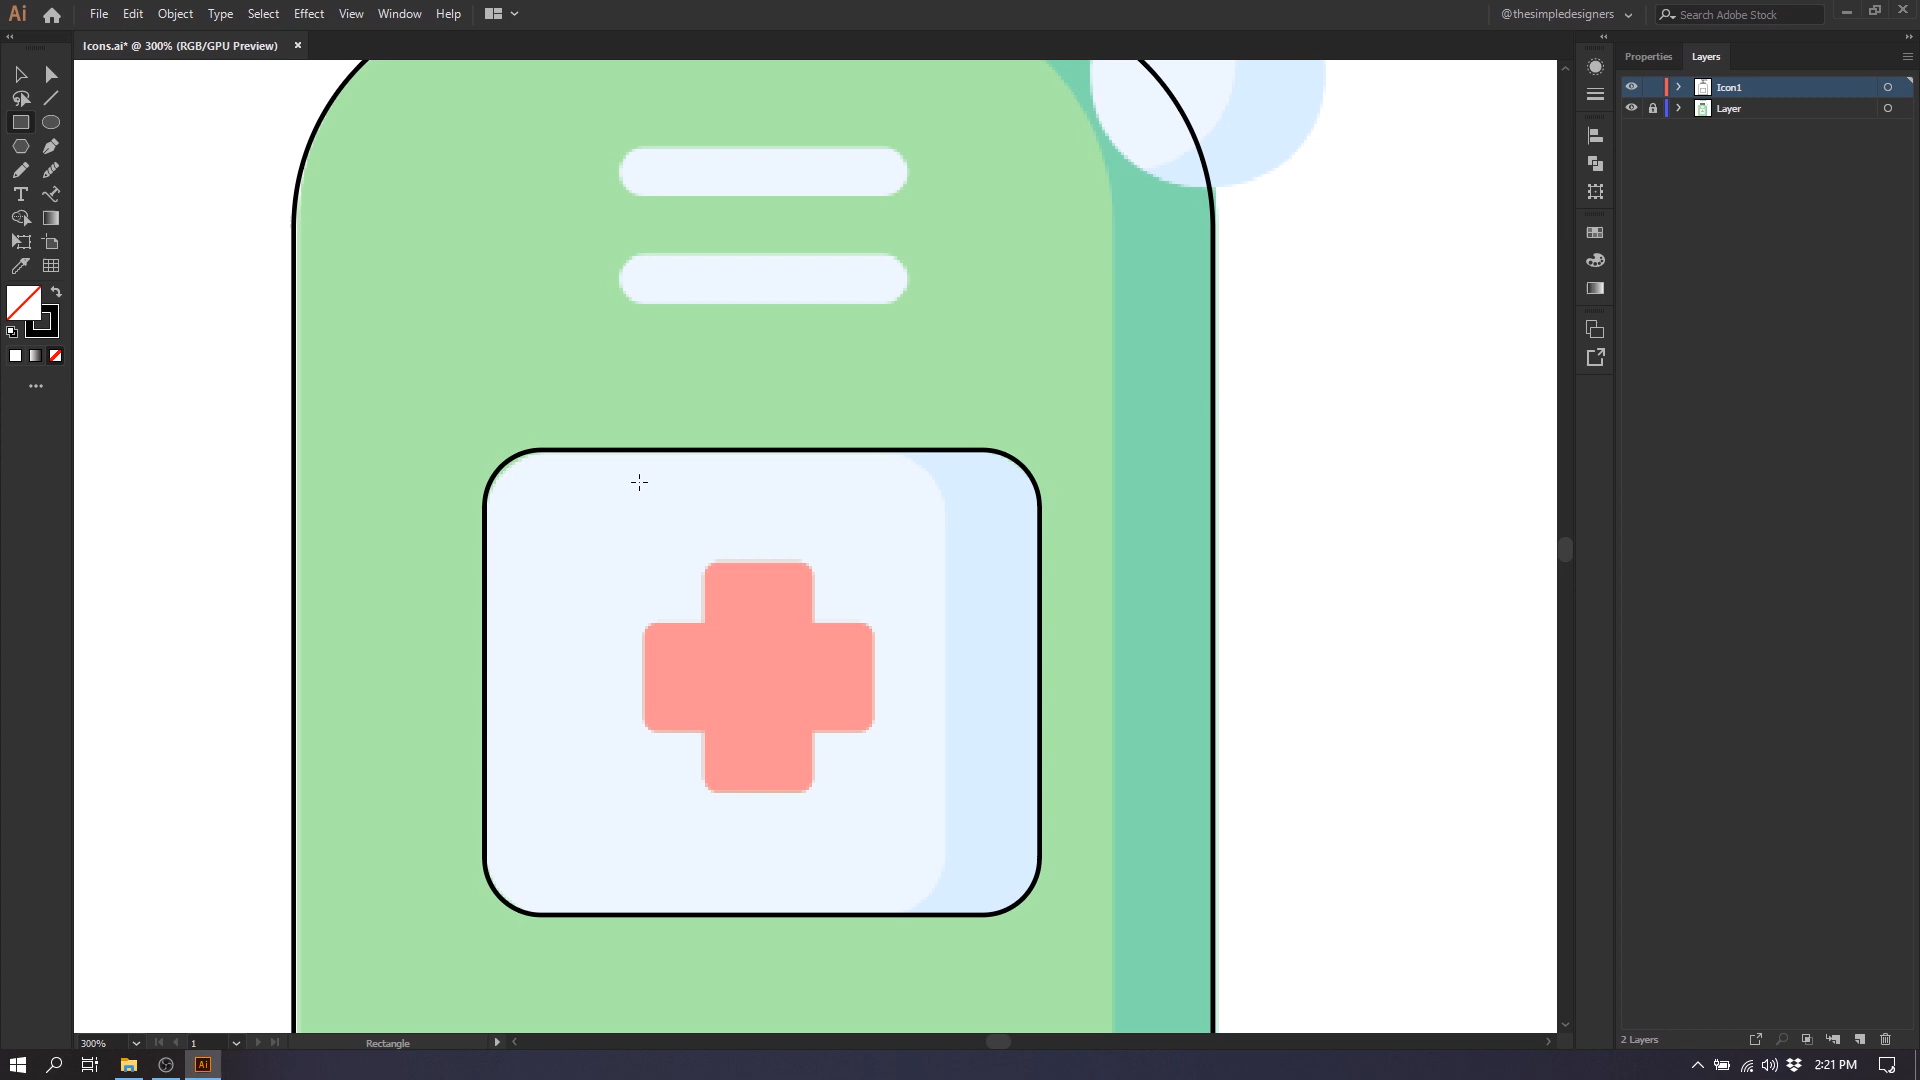 Ai File Edit Object Type Select Effect View Window Help @thesimpledesigners Search Adobe Stock
Icons.ai* @ 300% (RGB/GPU Preview) ×
Properties Layers
Icon1
Layer
300% 1 Rectangle 2 Layers
Ai 2:21 PM